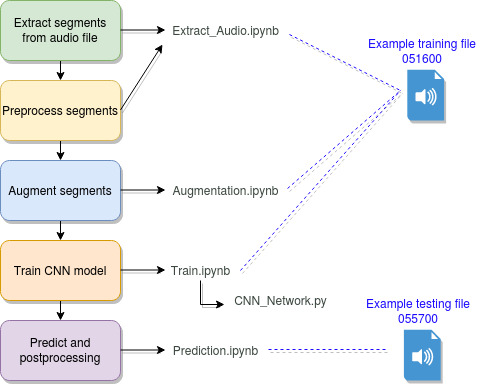 Extract segments
from audio file
Extract_Audio.ipynb
Example training file
051600
Preprocess segments
Augment segments
Augmentation.ipynb
Train CNN model
Train.ipynb
CNN_Network.py
Example testing file
055700
Predict and
postprocessing
Prediction.ipynb